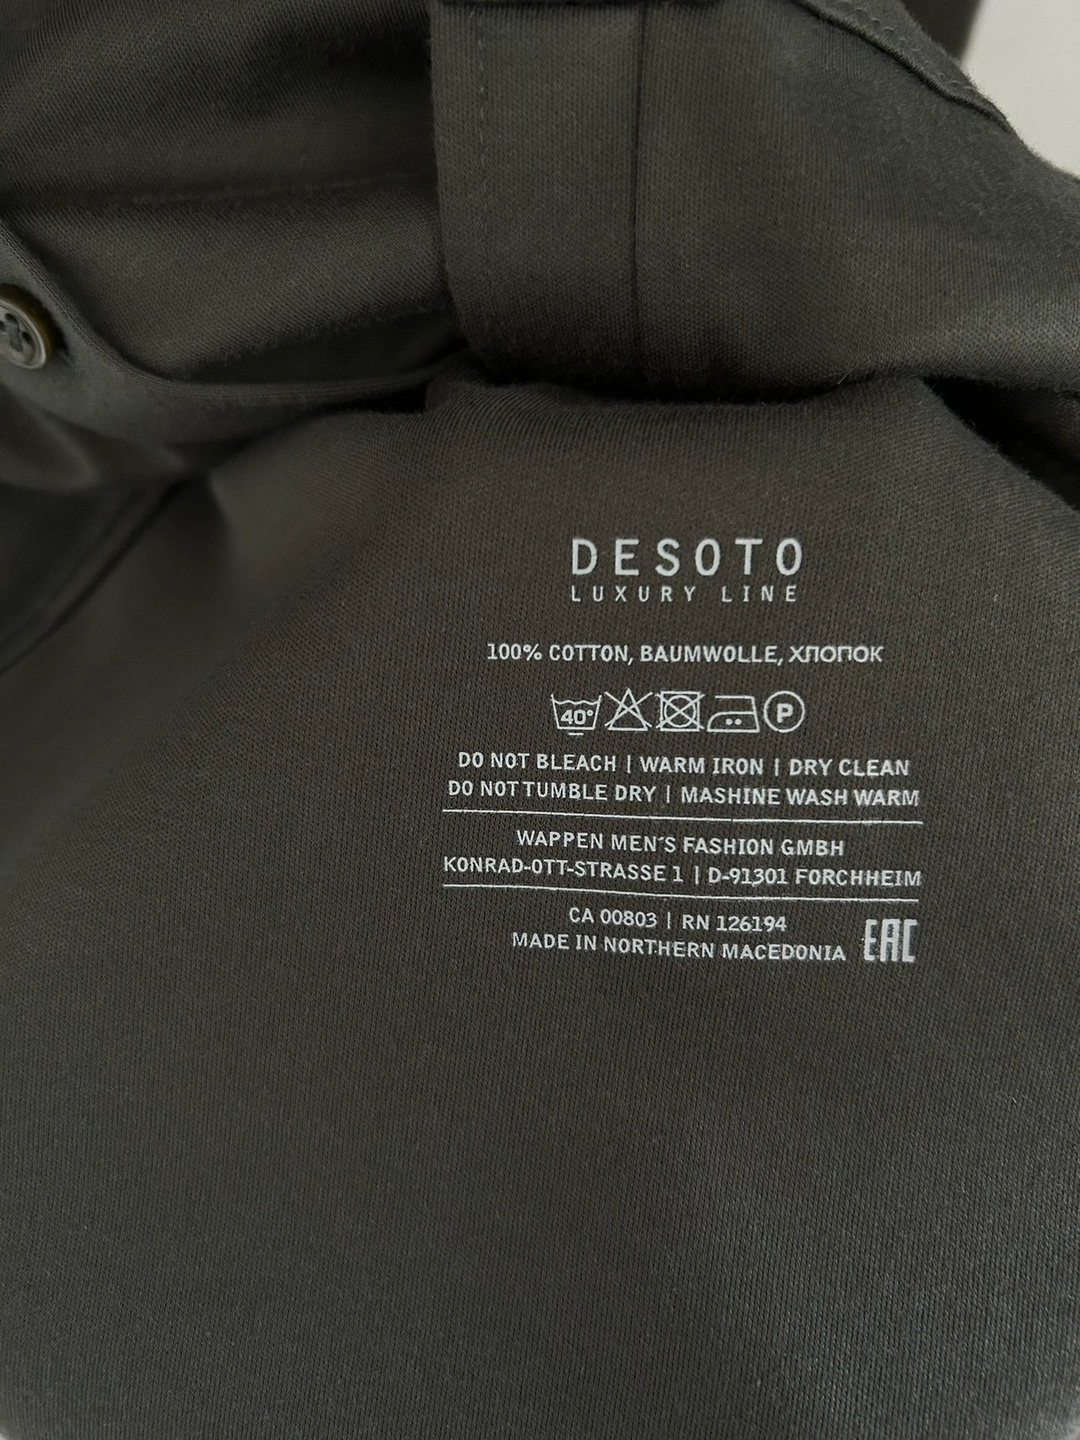 DESOTO
LUXURY LINE
100% COTTON, BAUMWOLLE, ХЛОПОК
40° P
DO NOT BLEACH | WARM IRON | DRY CLEAN
DO NOT TUMBLE DRY | MASHINE WASH WARM
WAPPEN MEN'S FASHION GMBH
KONRAD-OTT-STRASSE 1 | D-91301 FORCHHEIM
CA 00803 | RN 126194
MADE IN NORTHERN MACEDONIA EAC